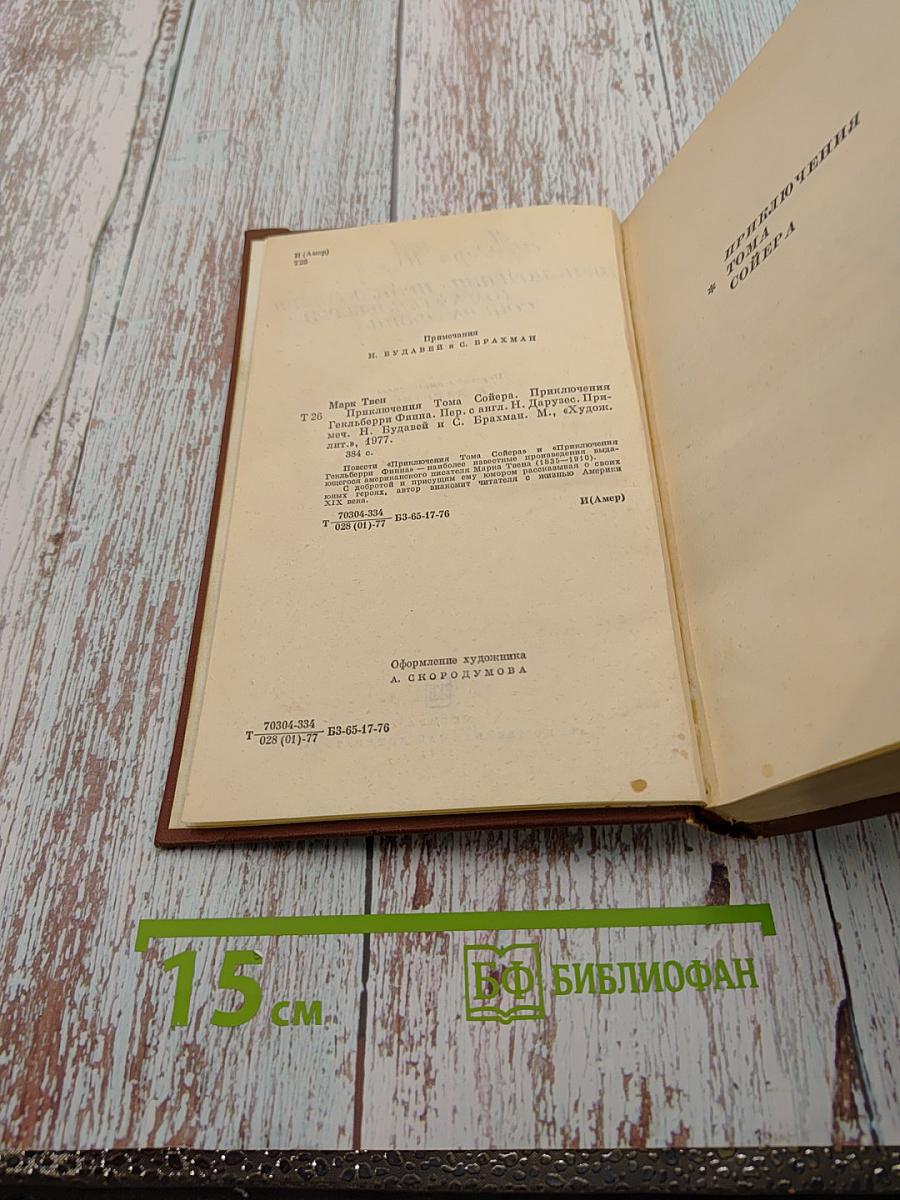 И (Амер)
Т26
Примечания
Н. БУДАВЕЙ и С. БРАХМАН
Марк Твен
Т 26 Приключения Тома Сойера. Приключения
Гекльберри Финна. Пер. с англ. Н. Дарузес. При-
меч. Н. Будавей и С. Брахман. М., «Худож.
лит.», 1977.
384 с.
Повести «Приключения Тома Сойера» и «Приключения
Гекльберри Финна» — наиболее известные произведения выда-
ющегося американского писателя Марка Твена (1835—1910).
С добротой и присущим ему юмором рассказывая о своих
юных героях, автор знакомит читателя с жизнью Америки
XIX века.
Т 70304-334
028 (01)-77 БЗ-65-17-76
И(Амер)
Оформление художника
А. СКОРОДУМОВА
Т 70304-334
028 (01)-77 БЗ-65-17-76
ПРИКЛЮЧЕНИЯ
ТОМА
* СОЙЕРА
15 см
БФ БИБЛИОФАН